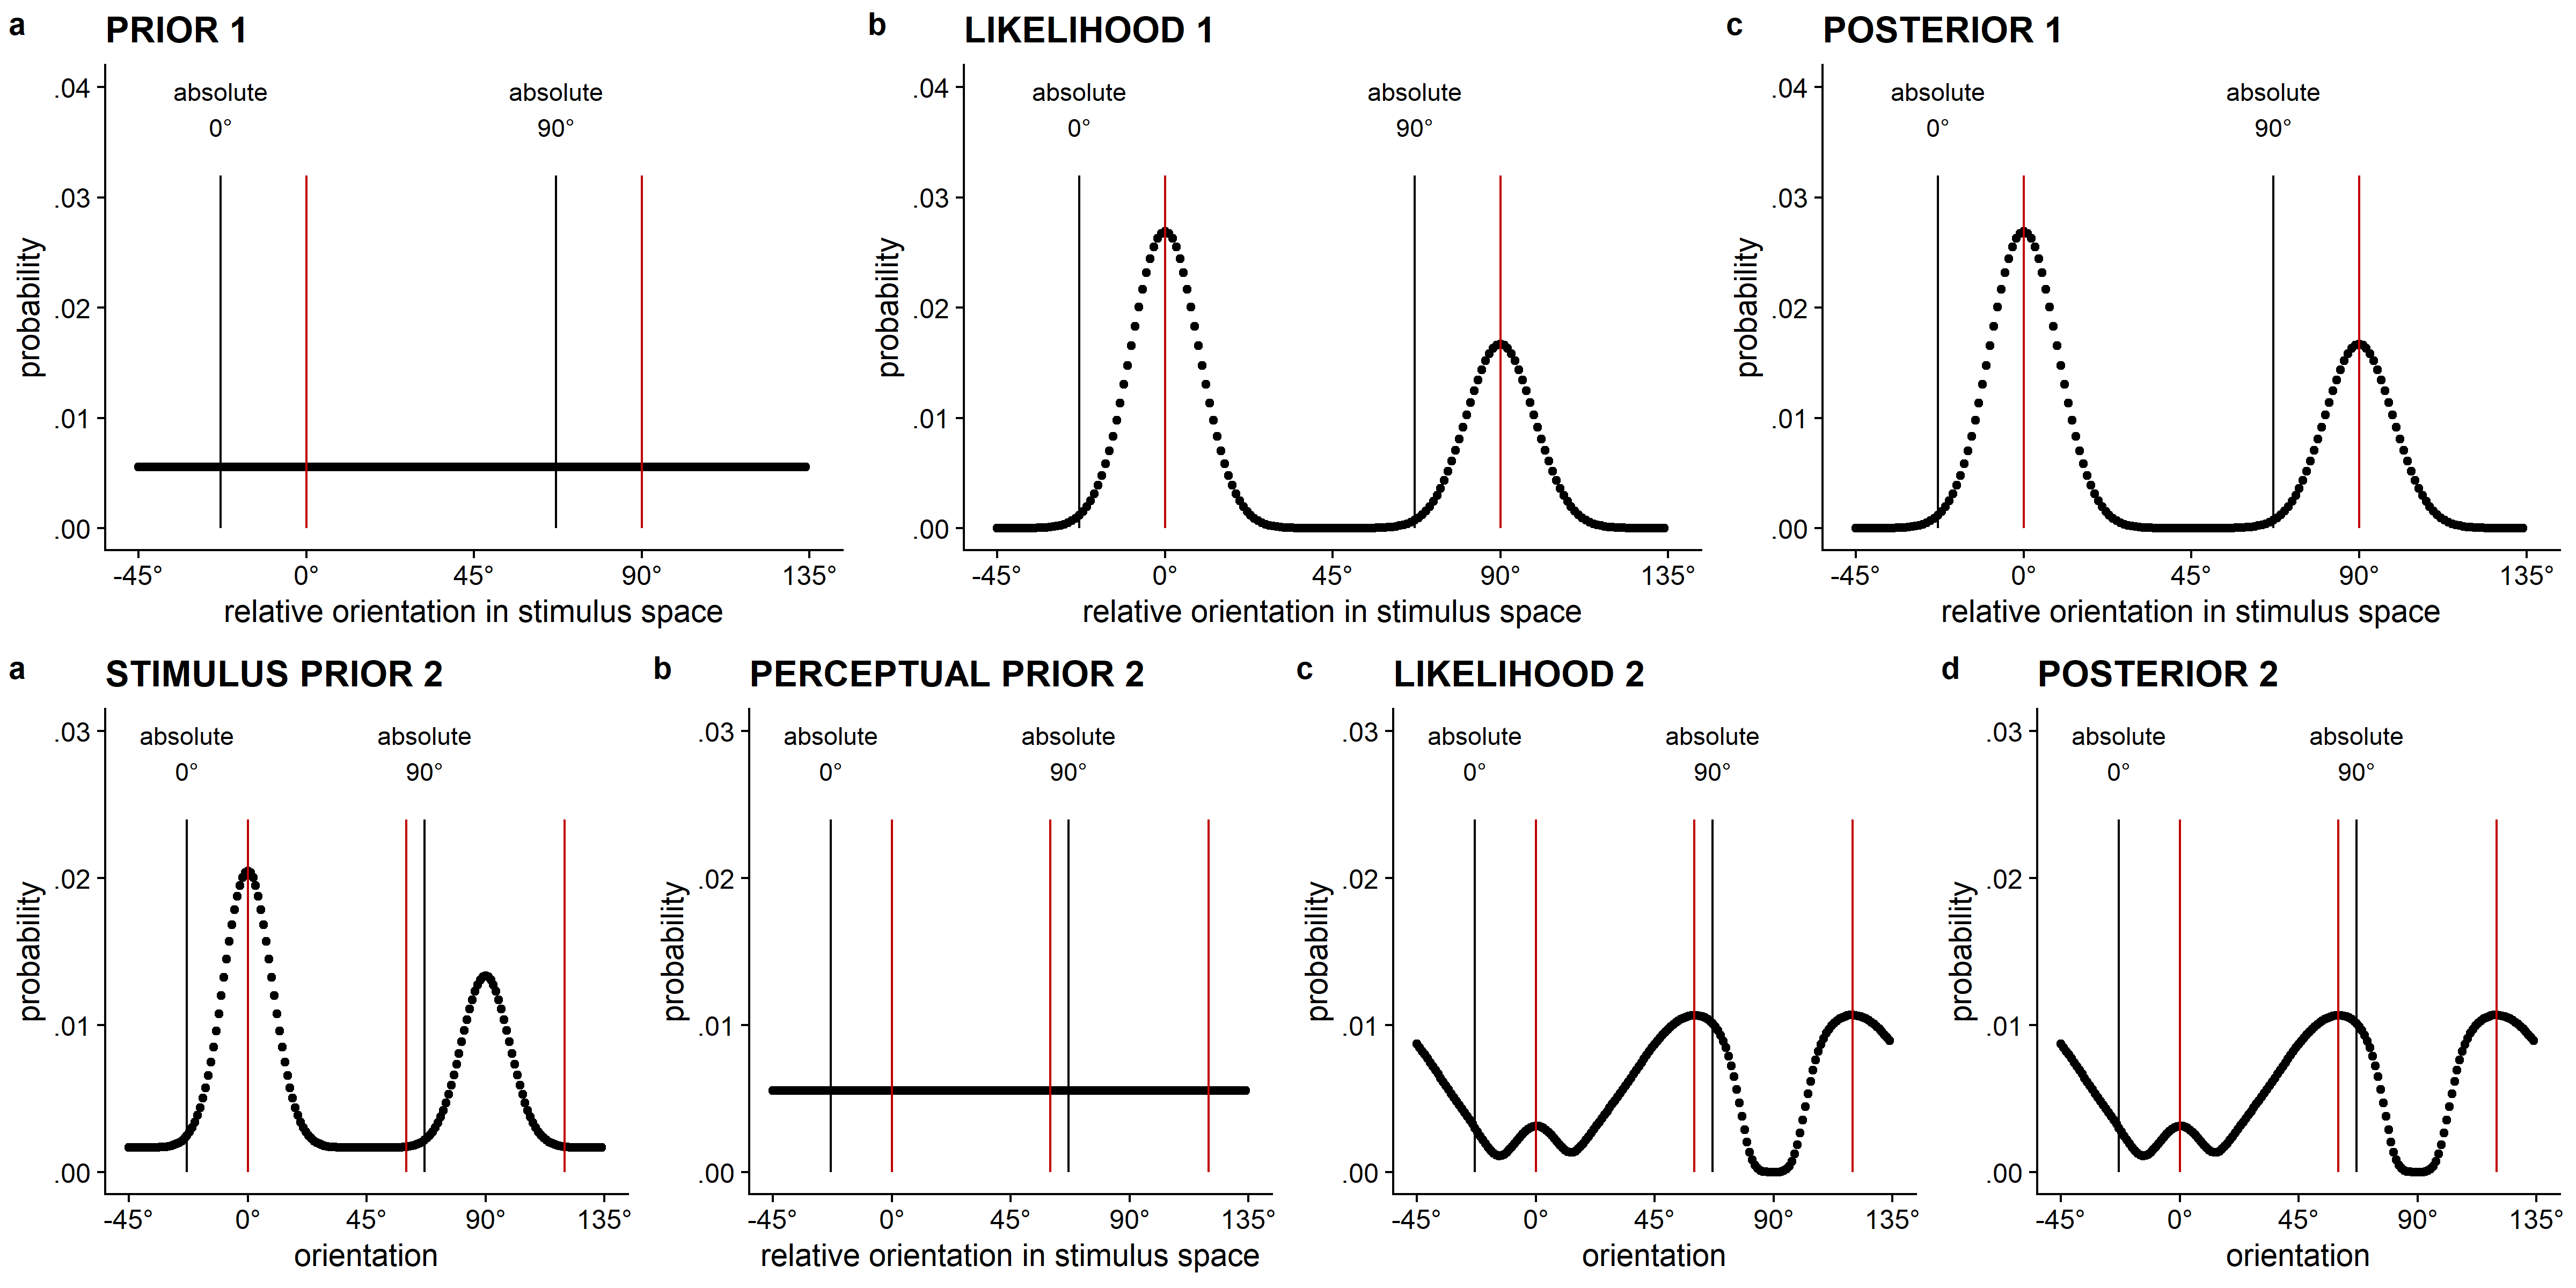 a PRIOR 1
.04
.03
.02
.01
.00
absolute absolute
0° 90°
probability
-45° 0° 45° 90° 135°
relative orientation in stimulus space
b LIKELIHOOD 1
.04
.03
.02
.01
.00
absolute absolute
0° 90°
probability
-45° 0° 45° 90° 135°
relative orientation in stimulus space
c POSTERIOR 1
.04
.03
.02
.01
.00
absolute absolute
0° 90°
probability
-45° 0° 45° 90° 135°
relative orientation in stimulus space
a STIMULUS PRIOR 2
.03
.02
.01
.00
absolute absolute
0° 90°
probability
-45° 0° 45° 90° 135°
orientation
b PERCEPTUAL PRIOR 2
.03
.02
.01
.00
absolute absolute
0° 90°
probability
-45° 0° 45° 90° 135°
relative orientation in stimulus space
c LIKELIHOOD 2
.03
.02
.01
.00
absolute absolute
0° 90°
probability
-45° 0° 45° 90° 135°
orientation
d POSTERIOR 2
.03
.02
.01
.00
absolute absolute
0° 90°
probability
-45° 0° 45° 90° 135°
orientation